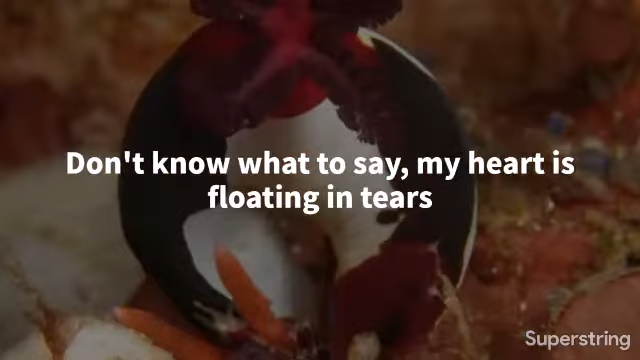 Don't know what to say, my heart is
floating in tears
Superstring